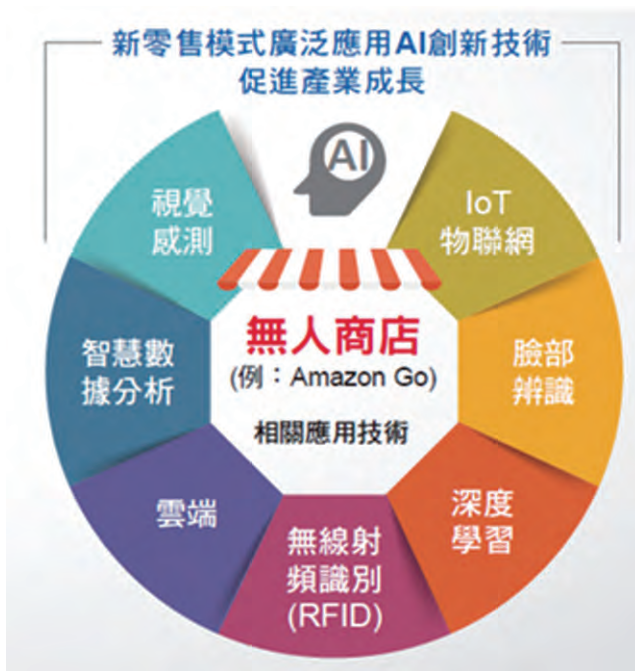 新零售模式廣泛應用AI創新技術
促進產業成長
AI
視覺
感測
IoT
物聯網
智慧數
據分析
無人商店
(例：Amazon Go)
相關應用技術
臉部
辨識
雲端
無線射
頻識別
(RFID)
深度
學習